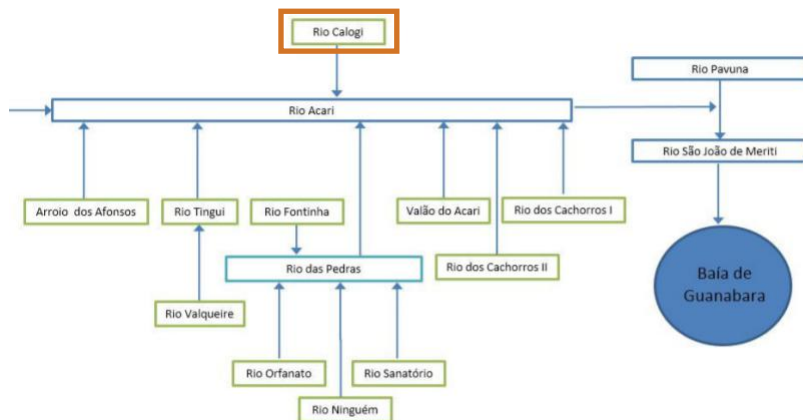 Rio Calogi
Rio Pavuna
Rio Acari
Rio São João de Meriti
Arroio dos Afonsos
Rio Tingui
Rio Fontinha
Valão do Acari
Rio dos Cachorros I
Rio das Pedras
Rio dos Cachorros II
Baía de
Guanabara
Rio Valqueire
Rio Orfanato
Rio Sanatório
Rio Ninguém